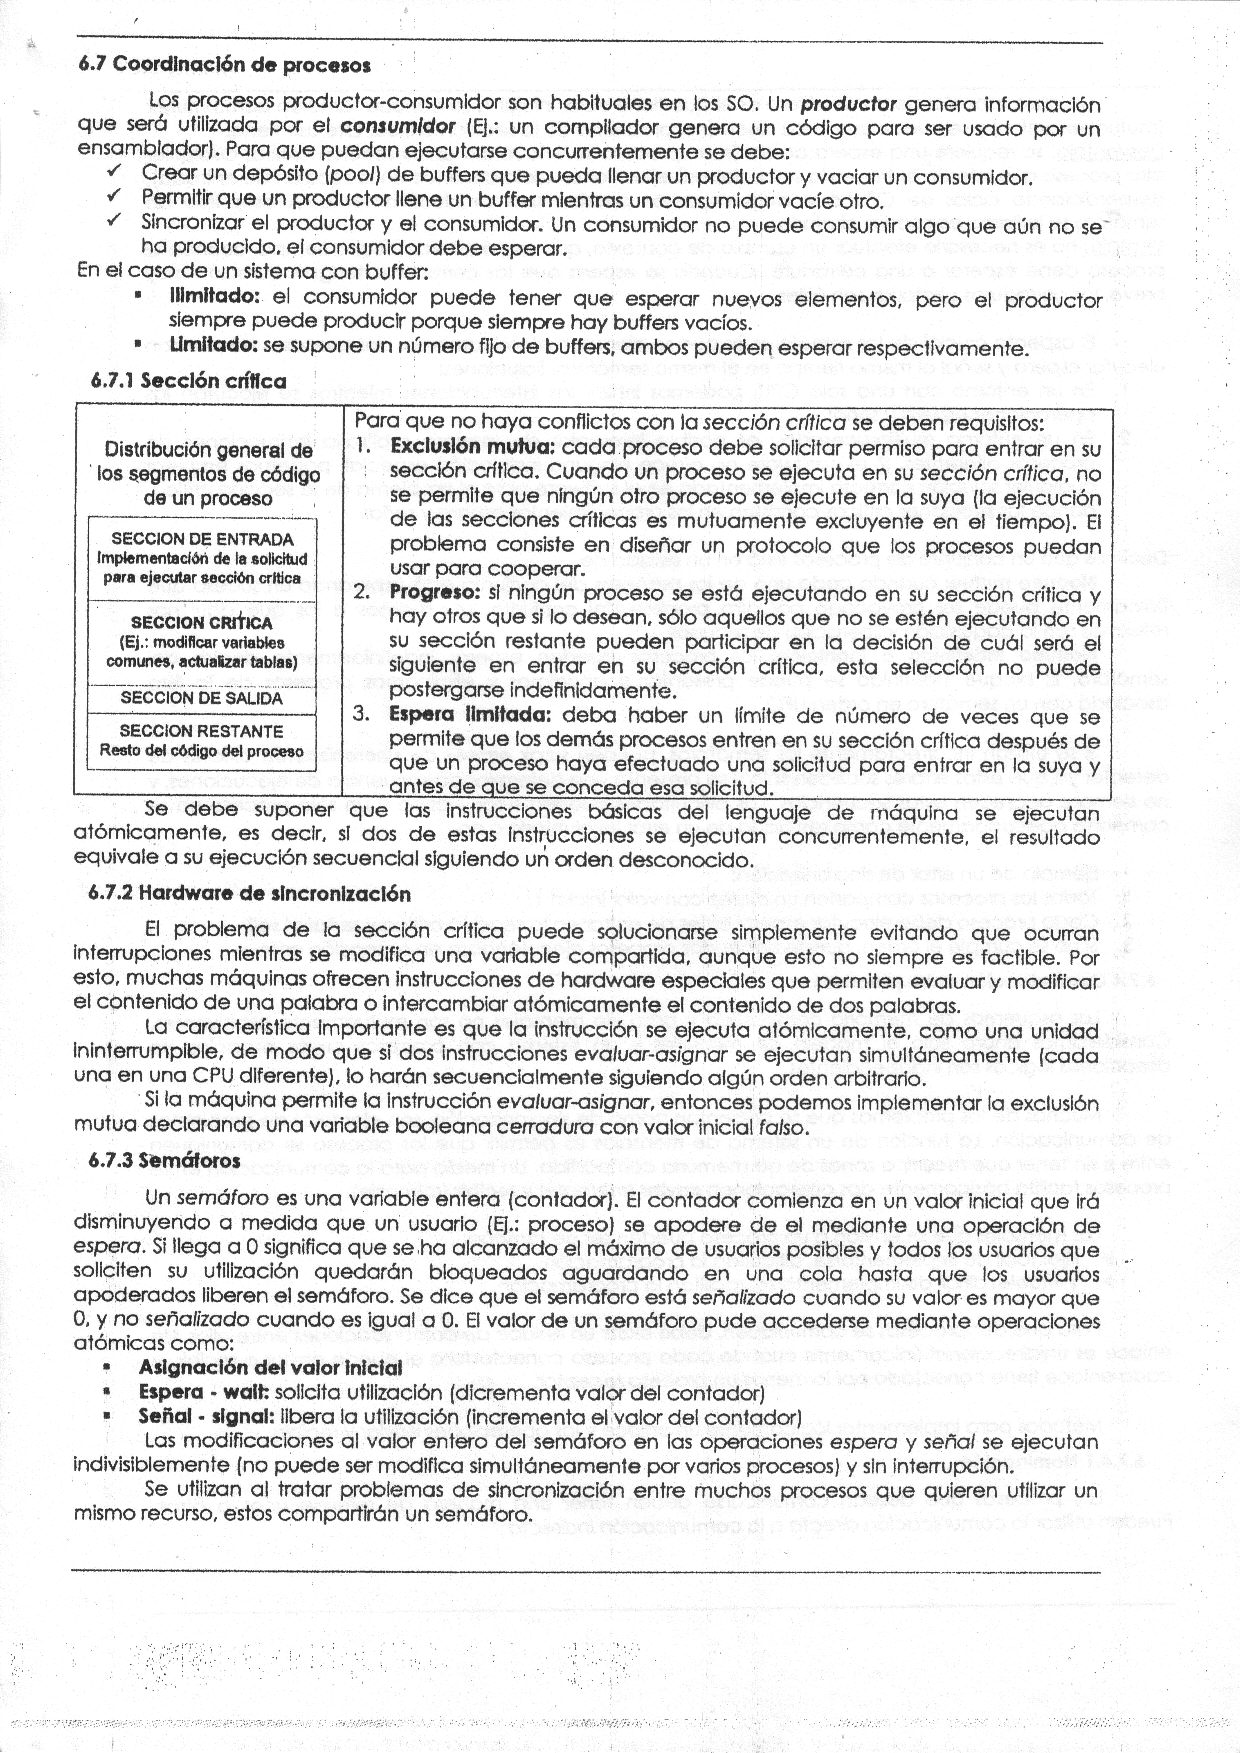 6.7 Coordinación de procesos
Los procesos productor-consumidor son habituales en los SO. Un productor genera información
que será utilizada por el consumidor (Ej.: un compilador genera un código para ser usado por un
ensamblador). Para que puedan ejecutarse concurrentemente se debe:
✓ Crear un depósito (pool) de buffers que pueda llenar un productor y vaciar un consumidor.
✓ Permitir que un productor llene un buffer mientras un consumidor vacíe otro.
✓ Sincronizar el productor y el consumidor. Un consumidor no puede consumir algo que aún no se
ha producido, el consumidor debe esperar.
En el caso de un sistema con buffer:
▪ Ilimitado: el consumidor puede tener que esperar nuevos elementos, pero el productor
siempre puede producir porque siempre hay buffers vacíos.
▪ Limitado: se supone un número fijo de buffers, ambos pueden esperar respectivamente.
6.7.1 Sección crítica
Distribución general de
los segmentos de código
de un proceso
SECCION DE ENTRADA
Implementación de la solicitud
para ejecutar sección crítica
SECCION CRÍTICA
(Ej.: modificar variables
comunes, actualizar tablas)
SECCION DE SALIDA
SECCION RESTANTE
Resto del código del proceso
Para que no haya conflictos con la sección crítica se deben requisitos:
1. Exclusión mutua: cada proceso debe solicitar permiso para entrar en su
sección crítica. Cuando un proceso se ejecuta en su sección crítica, no
se permite que ningún otro proceso se ejecute en la suya (la ejecución
de las secciones críticas es mutuamente excluyente en el tiempo). El
problema consiste en diseñar un protocolo que los procesos puedan
usar para cooperar.
2. Progreso: si ningún proceso se está ejecutando en su sección crítica y
hay otros que si lo desean, sólo aquellos que no se estén ejecutando en
su sección restante pueden participar en la decisión de cuál será el
siguiente en entrar en su sección crítica, esta selección no puede
postergarse indefinidamente.
3. Espera limitada: deba haber un límite de número de veces que se
permite que los demás procesos entren en su sección crítica después de
que un proceso haya efectuado una solicitud para entrar en la suya y
antes de que se conceda esa solicitud.
Se debe suponer que las instrucciones básicas del lenguaje de máquina se ejecutan
atómicamente, es decir, si dos de estas instrucciones se ejecutan concurrentemente, el resultado
equivale a su ejecución secuencial siguiendo un orden desconocido.
6.7.2 Hardware de sincronización
El problema de la sección crítica puede solucionarse simplemente evitando que ocurran
interrupciones mientras se modifica una variable compartida, aunque esto no siempre es factible. Por
esto, muchas máquinas ofrecen instrucciones de hardware especiales que permiten evaluar y modificar
el contenido de una palabra o intercambiar atómicamente el contenido de dos palabras.
La característica importante es que la instrucción se ejecuta atómicamente, como una unidad
ininterrumpible, de modo que si dos instrucciones evaluar-asignar se ejecutan simultáneamente (cada
una en una CPU diferente), lo harán secuencialmente siguiendo algún orden arbitrario.
Si la máquina permite la instrucción evaluar-asignar, entonces podemos implementar la exclusión
mutua declarando una variable booleana cerradura con valor inicial falso.
6.7.3 Semáforos
Un semáforo es una variable entera (contador). El contador comienza en un valor inicial que irá
disminuyendo a medida que un usuario (Ej.: proceso) se apodere de el mediante una operación de
espera. Si llega a 0 significa que se ha alcanzado el máximo de usuarios posibles y todos los usuarios que
soliciten su utilización quedarán bloqueados aguardando en una cola hasta que los usuarios
apoderados liberen el semáforo. Se dice que el semáforo está señalizado cuando su valor es mayor que
0, y no señalizado cuando es igual a 0. El valor de un semáforo pude accederse mediante operaciones
atómicas como:
▪ Asignación del valor inicial
▪ Espera - wait: solicita utilización (dicrementa valor del contador)
▪ Señal - signal: libera la utilización (incrementa el valor del contador)
Las modificaciones al valor entero del semáforo en las operaciones espera y señal se ejecutan
indivisiblemente (no puede ser modifica simultáneamente por varios procesos) y sin interrupción.
Se utilizan al tratar problemas de sincronización entre muchos procesos que quieren utilizar un
mismo recurso, estos compartirán un semáforo.